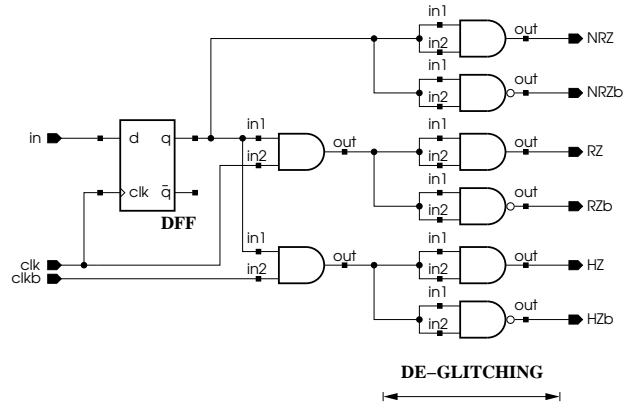 in1
in2
out
NRZ
in1
in2
out
NRZb
in
d
q
in1
in2
out
in1
in2
out
RZ
clk
q̅
DFF
in1
in2
out
RZb
clk
clkb
in1
in2
out
in1
in2
out
HZ
in1
in2
out
HZb
DE–GLITCHING